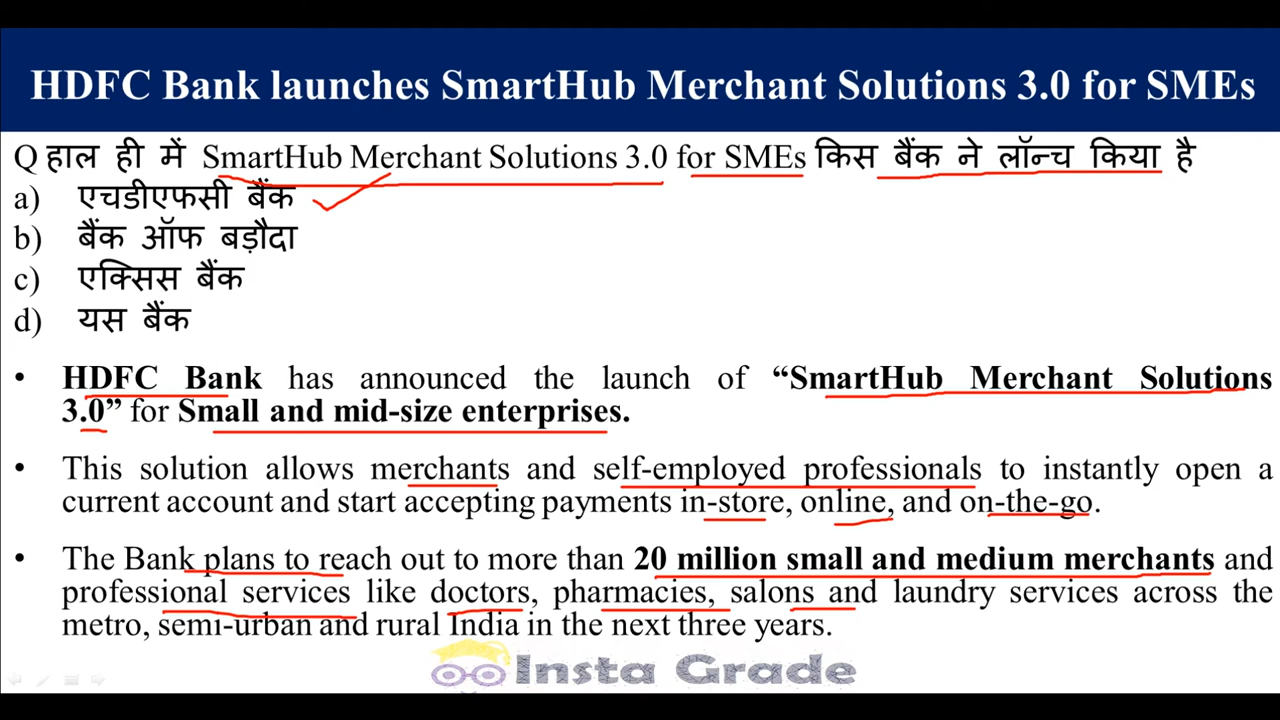 HDFC Bank launches SmartHub Merchant Solutions 3.0 for SMEs
Q हाल ही में SmartHub Merchant Solutions 3.0 for SMEs किस बैंक ने लॉन्च किया है
a) एचडीएफसी बैंक
b) बैंक ऑफ बड़ौदा
c) एक्सिस बैंक
d) यस बैंक
• HDFC Bank has announced the launch of “SmartHub Merchant Solutions
3.0” for Small and mid-size enterprises.
• This solution allows merchants and self-employed professionals to instantly open a
current account and start accepting payments in-store, online, and on-the-go.
• The Bank plans to reach out to more than 20 million small and medium merchants and
professional services like doctors, pharmacies, salons and laundry services across the
metro, semi-urban and rural India in the next three years.
Insta Grade